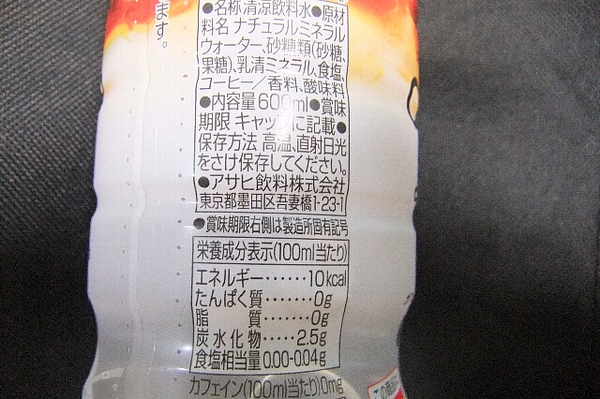 ます。
●名称 清涼飲料水●原材
料名 ナチュラルミネラル
ウォーター、砂糖類(砂糖、
果糖)、乳清ミネラル、食塩、
コーヒー/香料、酸味料
●内容量 600ml●賞味
期限 キャップに記載●
保存方法 高温、直射日光
をさけ保存してください。
●アサヒ飲料株式会社
東京都墨田区吾妻橋1-23-1
●賞味期限右側は製造所固有記号
栄養成分表示(100ml当たり)
エネルギー······10kcal
たんぱく質·······0g
脂 質·······0g
炭水化物·····2.5g
食塩相当量 0.00-0.04g
カフェイン(100ml当たり)0mg